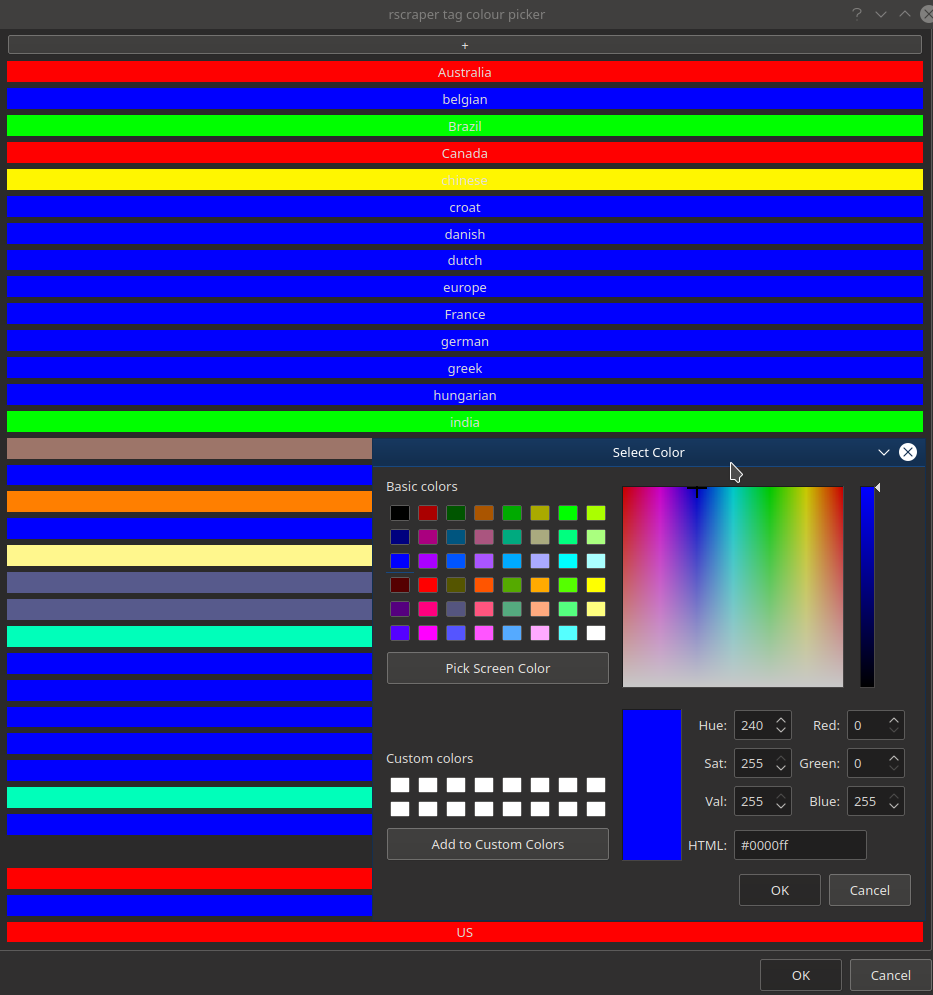 rscraper tag colour picker
+
Australia
belgian
Brazil
Canada
chinese
croat
danish
dutch
europe
France
german
greek
hungarian
india
Select Color
Basic colors
Pick Screen Color
Hue: 240 Red: 0
Sat: 255 Green: 0
Custom colors
Val: 255 Blue: 255
Add to Custom Colors
HTML: #0000ff
OK Cancel
US
OK Cancel